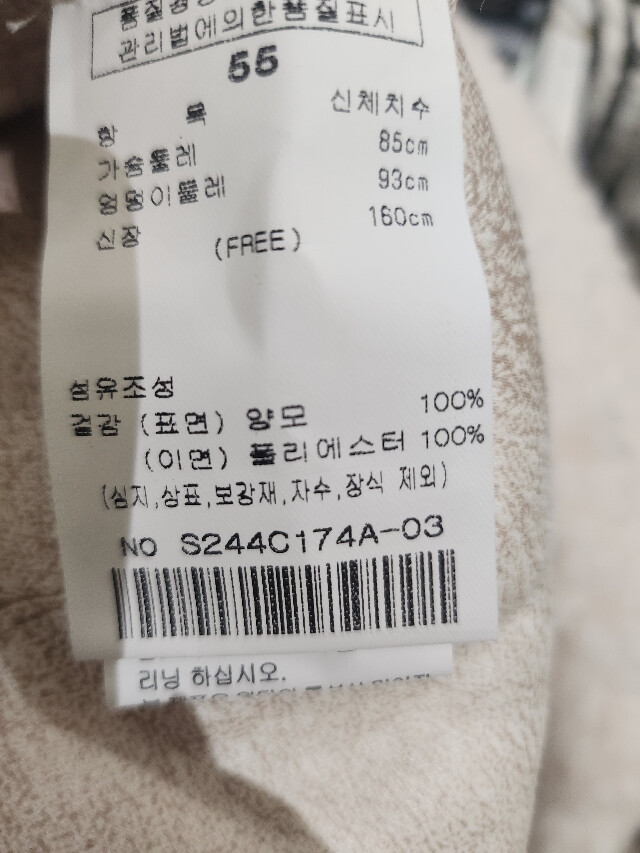 관리법에의한품질표시
55
항 목 신체치수
가슴둘레 85cm
엉덩이둘레 93cm
신장 160cm
(FREE)
섬유조성
겉감 (표면) 양모 100%
(이면) 폴리에스터 100%
(심지,상표,보강재,자수,장식 제외)
NO S244C174A-03
리닝 하십시오.